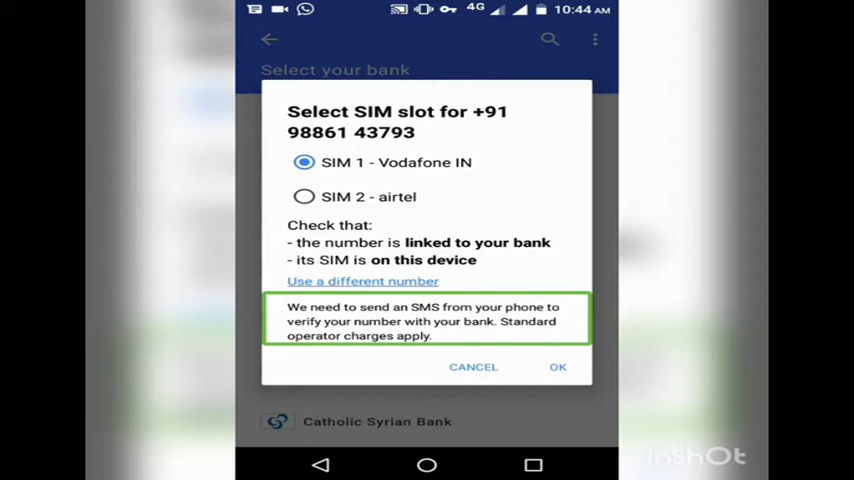 4G
10:44 AM
Select your bank
Select SIM slot for +91
98861 43793
SIM 1 - Vodafone IN
SIM 2 - airtel
Check that:
- the number is linked to your bank
- its SIM is on this device
Use a different number
We need to send an SMS from your phone to
verify your number with your bank. Standard
operator charges apply.
CANCEL OK
Catholic Syrian Bank
InShOt